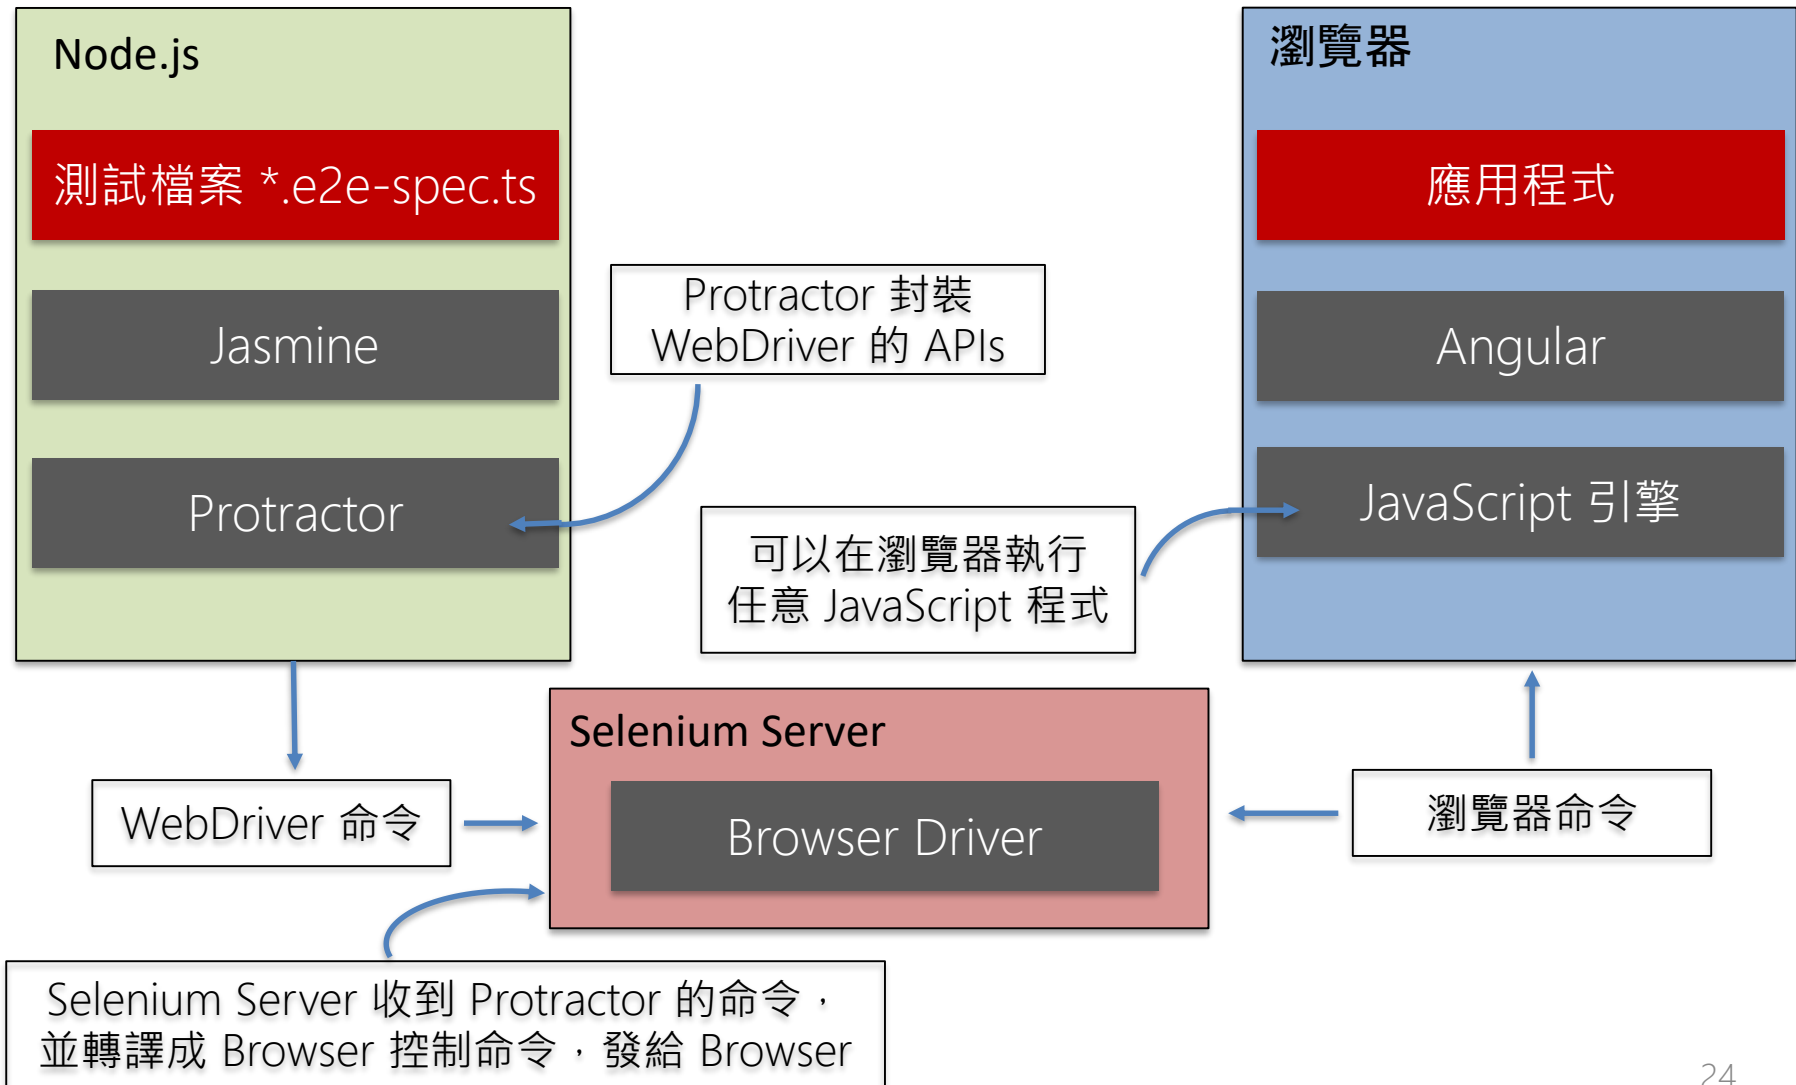 Node.js
測試檔案 *.e2e-spec.ts
Jasmine
Protractor
Protractor 封裝
WebDriver 的 APIs
可以在瀏覽器執行
任意 JavaScript 程式
瀏覽器
應用程式
Angular
JavaScript 引擎
WebDriver 命令
Selenium Server
Browser Driver
瀏覽器命令
Selenium Server 收到 Protractor 的命令，
並轉譯成 Browser 控制命令，發給 Browser
24